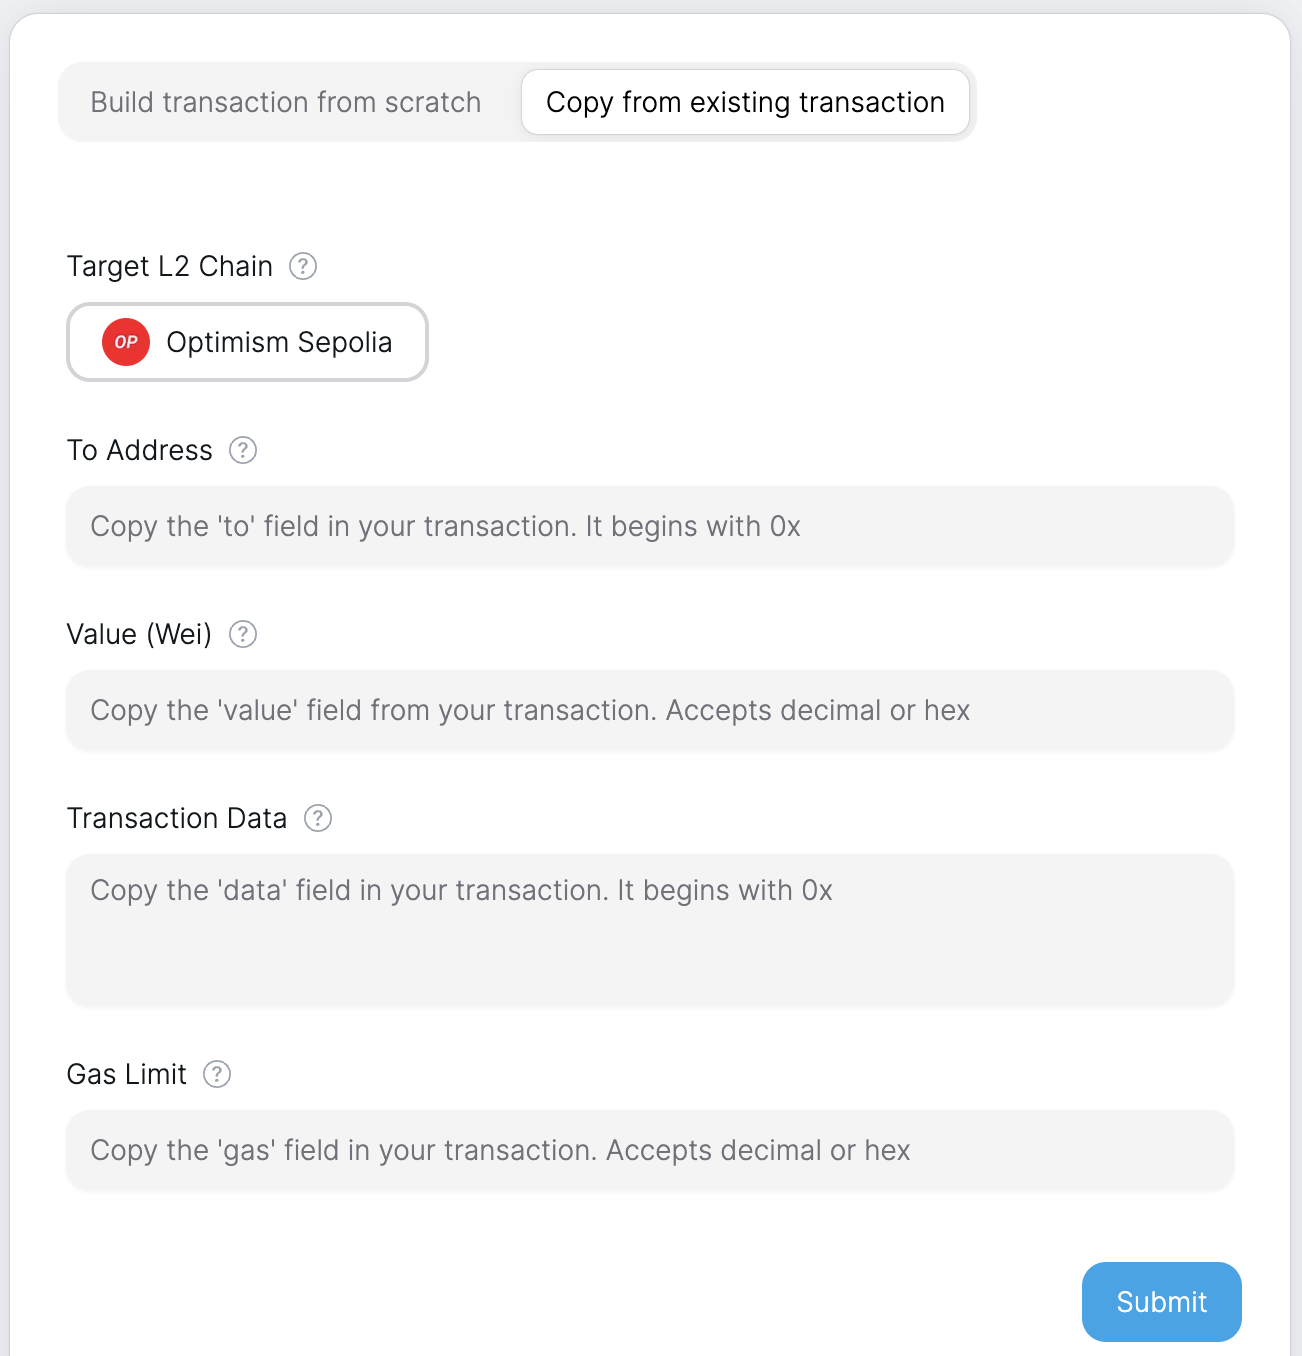 Build transaction from scratch
Copy from existing transaction
Target L2 Chain ?
OP Optimism Sepolia
To Address ?
Copy the 'to' field in your transaction. It begins with 0x
Value (Wei) ?
Copy the 'value' field from your transaction. Accepts decimal or hex
Transaction Data ?
Copy the 'data' field in your transaction. It begins with 0x
Gas Limit ?
Copy the 'gas' field in your transaction. Accepts decimal or hex
Submit